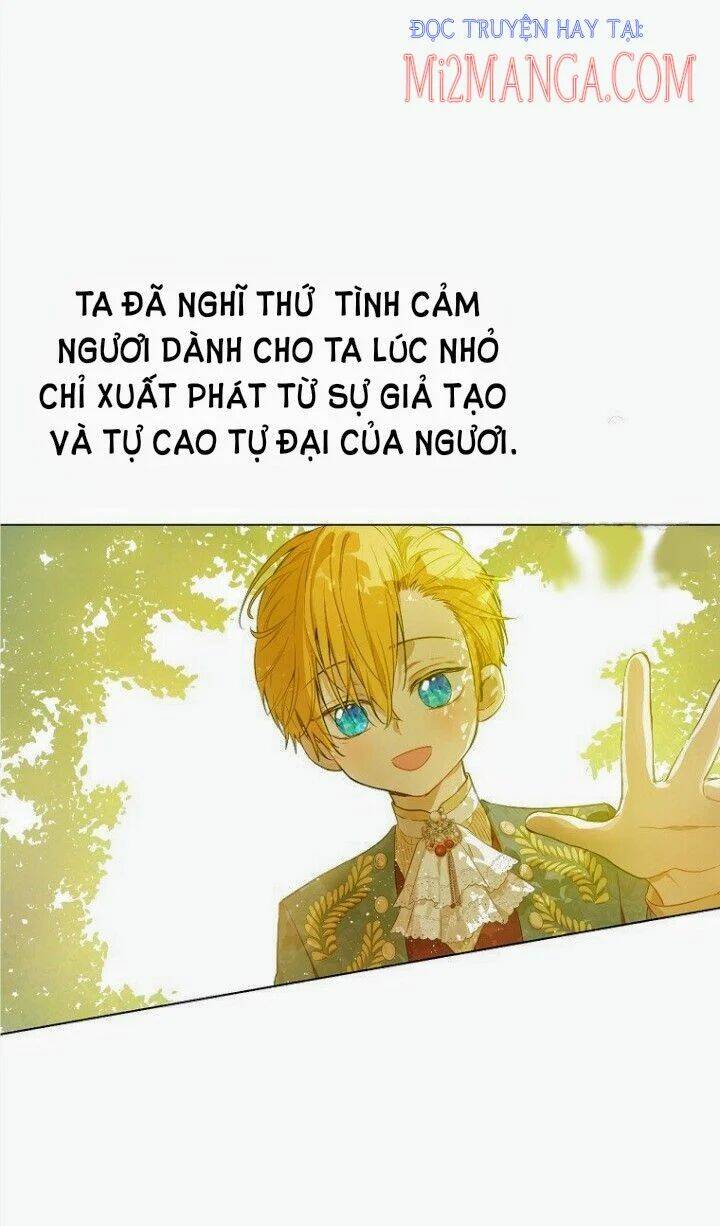 ĐỌC TRUYỆN HAY TẠI:
MI2MANGA.COM
TA ĐÃ NGHĨ THỨ TÌNH CẢM
NGƯƠI DÀNH CHO TA LÚC NHỎ
CHỈ XUẤT PHÁT TỪ SỰ GIẢ TẠO
VÀ TỰ CAO TỰ ĐẠI CỦA NGƯƠI.